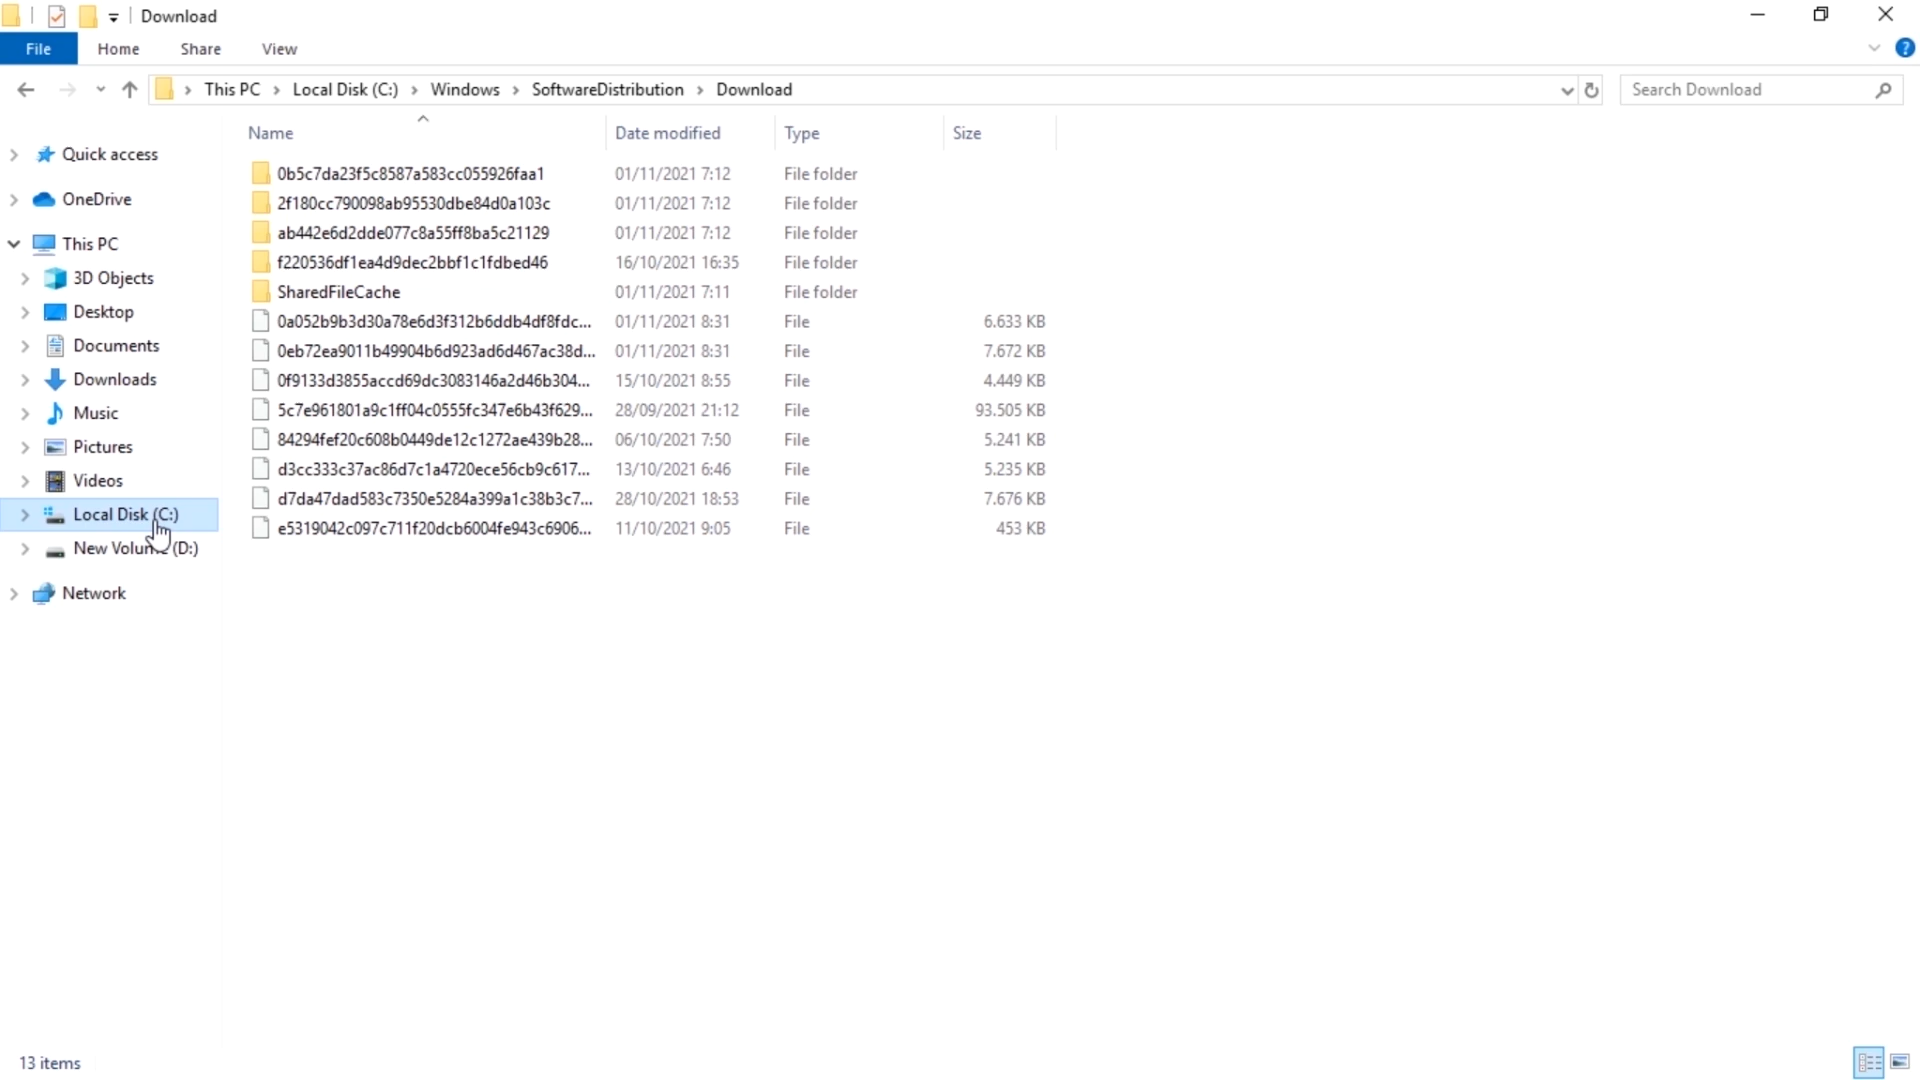 Download
File Home Share View
This PC Local Disk (C:) Windows SoftwareDistribution Download Search Download
Name Date modified Type Size
Quick access
OneDrive
This PC
3D Objects
Desktop
Documents
Downloads
Music
Pictures
Videos
Local Disk (C:)
New Volume (D:)
Network
0b5c7da23f5c8587a583cc055926faa1 01/11/2021 7:12 File folder
2f180cc790098ab95530dbe84d0a103c 01/11/2021 7:12 File folder
ab442e6d2dde077c8a55ff8ba5c21129 01/11/2021 7:12 File folder
f220536df1ea4d9dec2bbf1c1fdbed46 16/10/2021 16:35 File folder
SharedFileCache 01/11/2021 7:11 File folder
0a052b9b3d30a78e6d3f312b6ddb4df8fdc... 01/11/2021 8:31 File 6.633 KB
0eb72ea9011b49904b6d923ad6d467ac38d... 01/11/2021 8:31 File 7.672 KB
0f9133d3855accd69dc3083146a2d46b304... 15/10/2021 8:55 File 4.449 KB
5c7e961801a9c1ff04c0555fc347e6b43f629... 28/09/2021 21:12 File 93.505 KB
84294fef20c608b0449de12c1272ae439b28... 06/10/2021 7:50 File 5.241 KB
d3cc333c37ac86d7c1a4720ece56cb9c617... 13/10/2021 6:46 File 5.235 KB
d7da47dad583c7350e5284a399a1c38b3c7... 28/10/2021 18:53 File 7.676 KB
e5319042c097c711f20dcb6004fe943c6906... 11/10/2021 9:05 File 453 KB
13 items